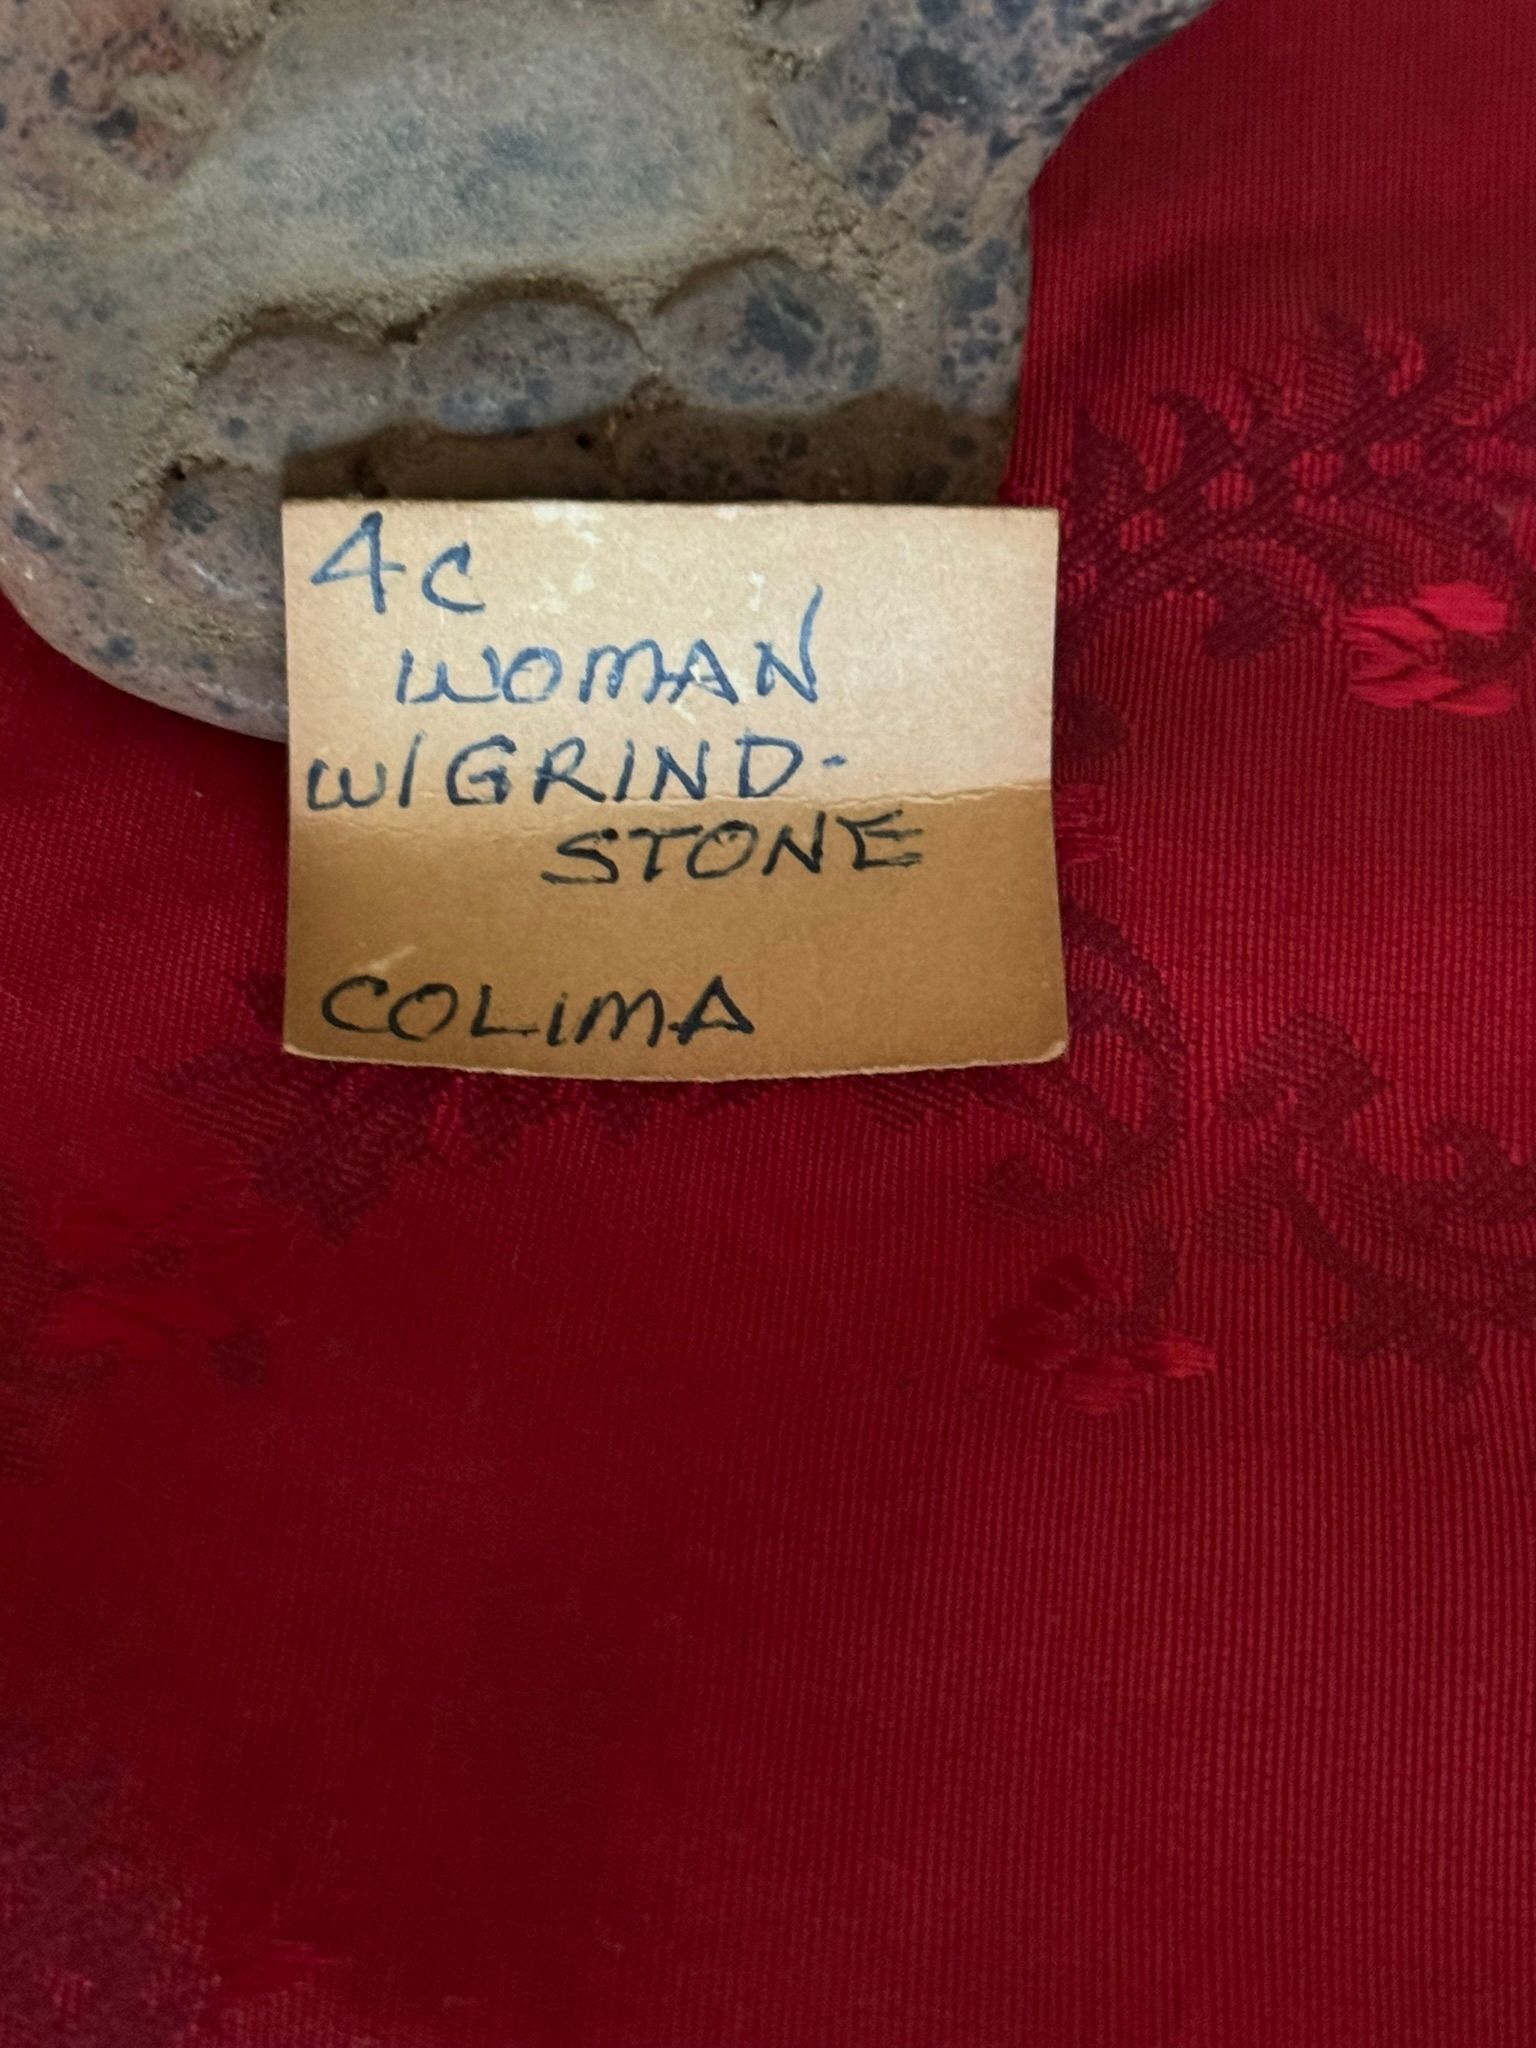 4C
WOMAN
W/GRIND-
STONE
COLIMA